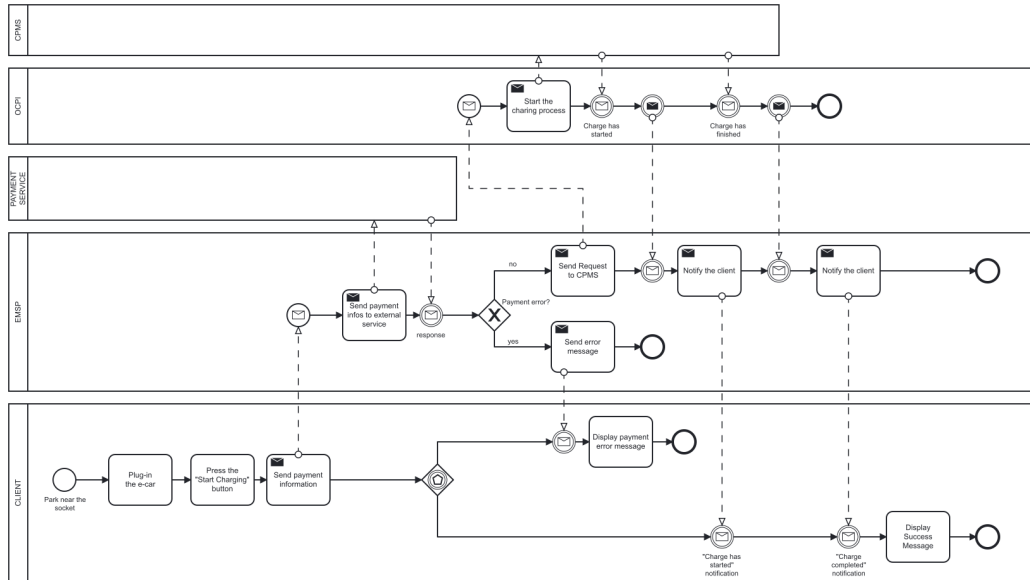 CPMS
OCPI
Start the
charing process
Charge has
started
Charge has
finished
PAYMENT
SERVICE
EMSP
Send payment
infos to external
service
response
Payment error?
no
yes
Send Request
to CPMS
Send error
message
Notify the client
Notify the client
CLIENT
Park near the
socket
Plug-in
the e-car
Press the
"Start Charging"
button
Send payment
information
Display payment
error message
"Charge has
started"
notification
"Charge
completed"
notification
Display
Success
Message